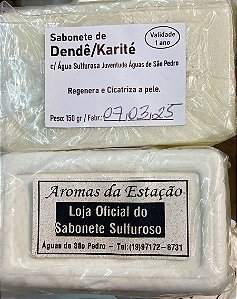 Sabonete de
Dendê/Karité
Validade
1 ano
c/ Água Sulfurosa Juventude Águas de São Pedro
Regenera e Cicatriza a pele.
Peso: 150 gr / Fabr: 07.03.25
Aromas da Estação
Loja Oficial do
Sabonete Sulfuroso
Águas de São Pedro - Tel:(19)97172-8731